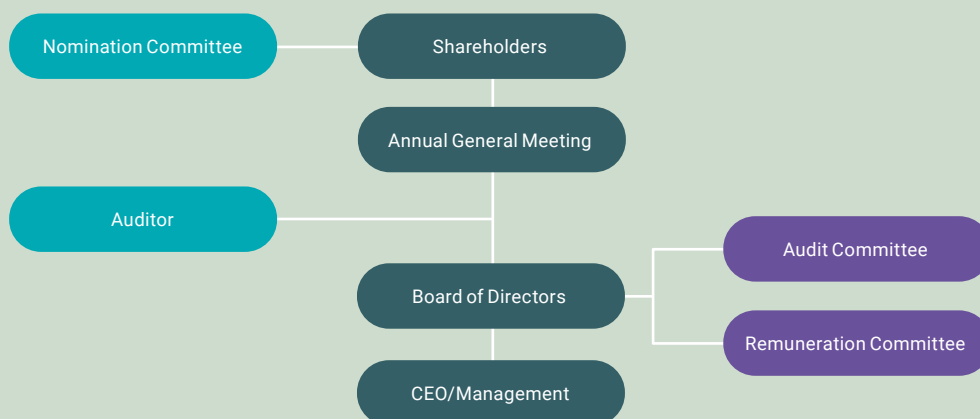 Nomination Committee
Shareholders
Annual General Meeting
Auditor
Audit Committee
Board of Directors
Remuneration Committee
CEO/Management